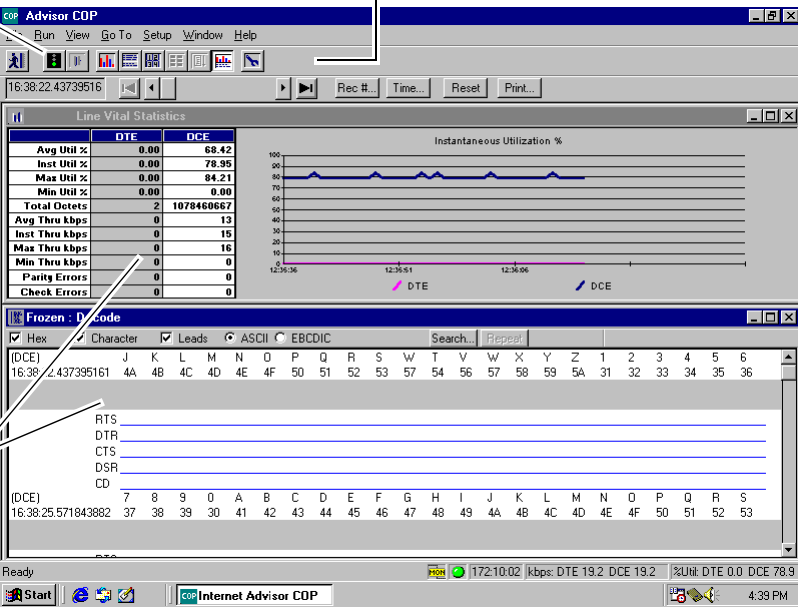 COP Advisor COP
Run View Go To Setup Window Help
16:38:22.43739516 Rec #... Time... Reset Print...
Line Vital Statistics
DTE DCE
Avg Util % 0.00 68.42
Inst Util % 0.00 78.95
Max Util % 0.00 84.21
Min Util % 0.00 0.00
Total Octets 2 1078460667
Avg Thru kbps 0 13
Inst Thru kbps 0 15
Max Thru kbps 0 16
Min Thru kbps 0 0
Parity Errors 0 0
Check Errors 0 0
Instantaneous Utilization %
100
90
80
70
60
50
40
30
20
10
0
12:35:36 12:35:51 12:36:06
DTE DCE
Frozen : Decode
Hex Character Leads ASCII EBCDIC Search... Repeat
(DCE) J K L M N O P Q R S W T V W X Y Z 1 2 3 4 5 6
16:38:22.437395161 4A 4B 4C 4D 4E 4F 50 51 52 53 57 54 56 57 58 59 5A 31 32 33 34 35 36
RTS
DTR
CTS
DSR
CD
(DCE) 7 8 9 0 A B C D E F G H I J K L M N O P Q R S
16:38:25.571843882 37 38 39 30 41 42 43 44 45 46 47 48 49 4A 4B 4C 4D 4E 4F 50 51 52 53
Ready MON 172:10:02 kbps: DTE 19.2 DCE 19.2 %Util: DTE 0.0 DCE 78.9
Start COP Internet Advisor COP 4:39 PM